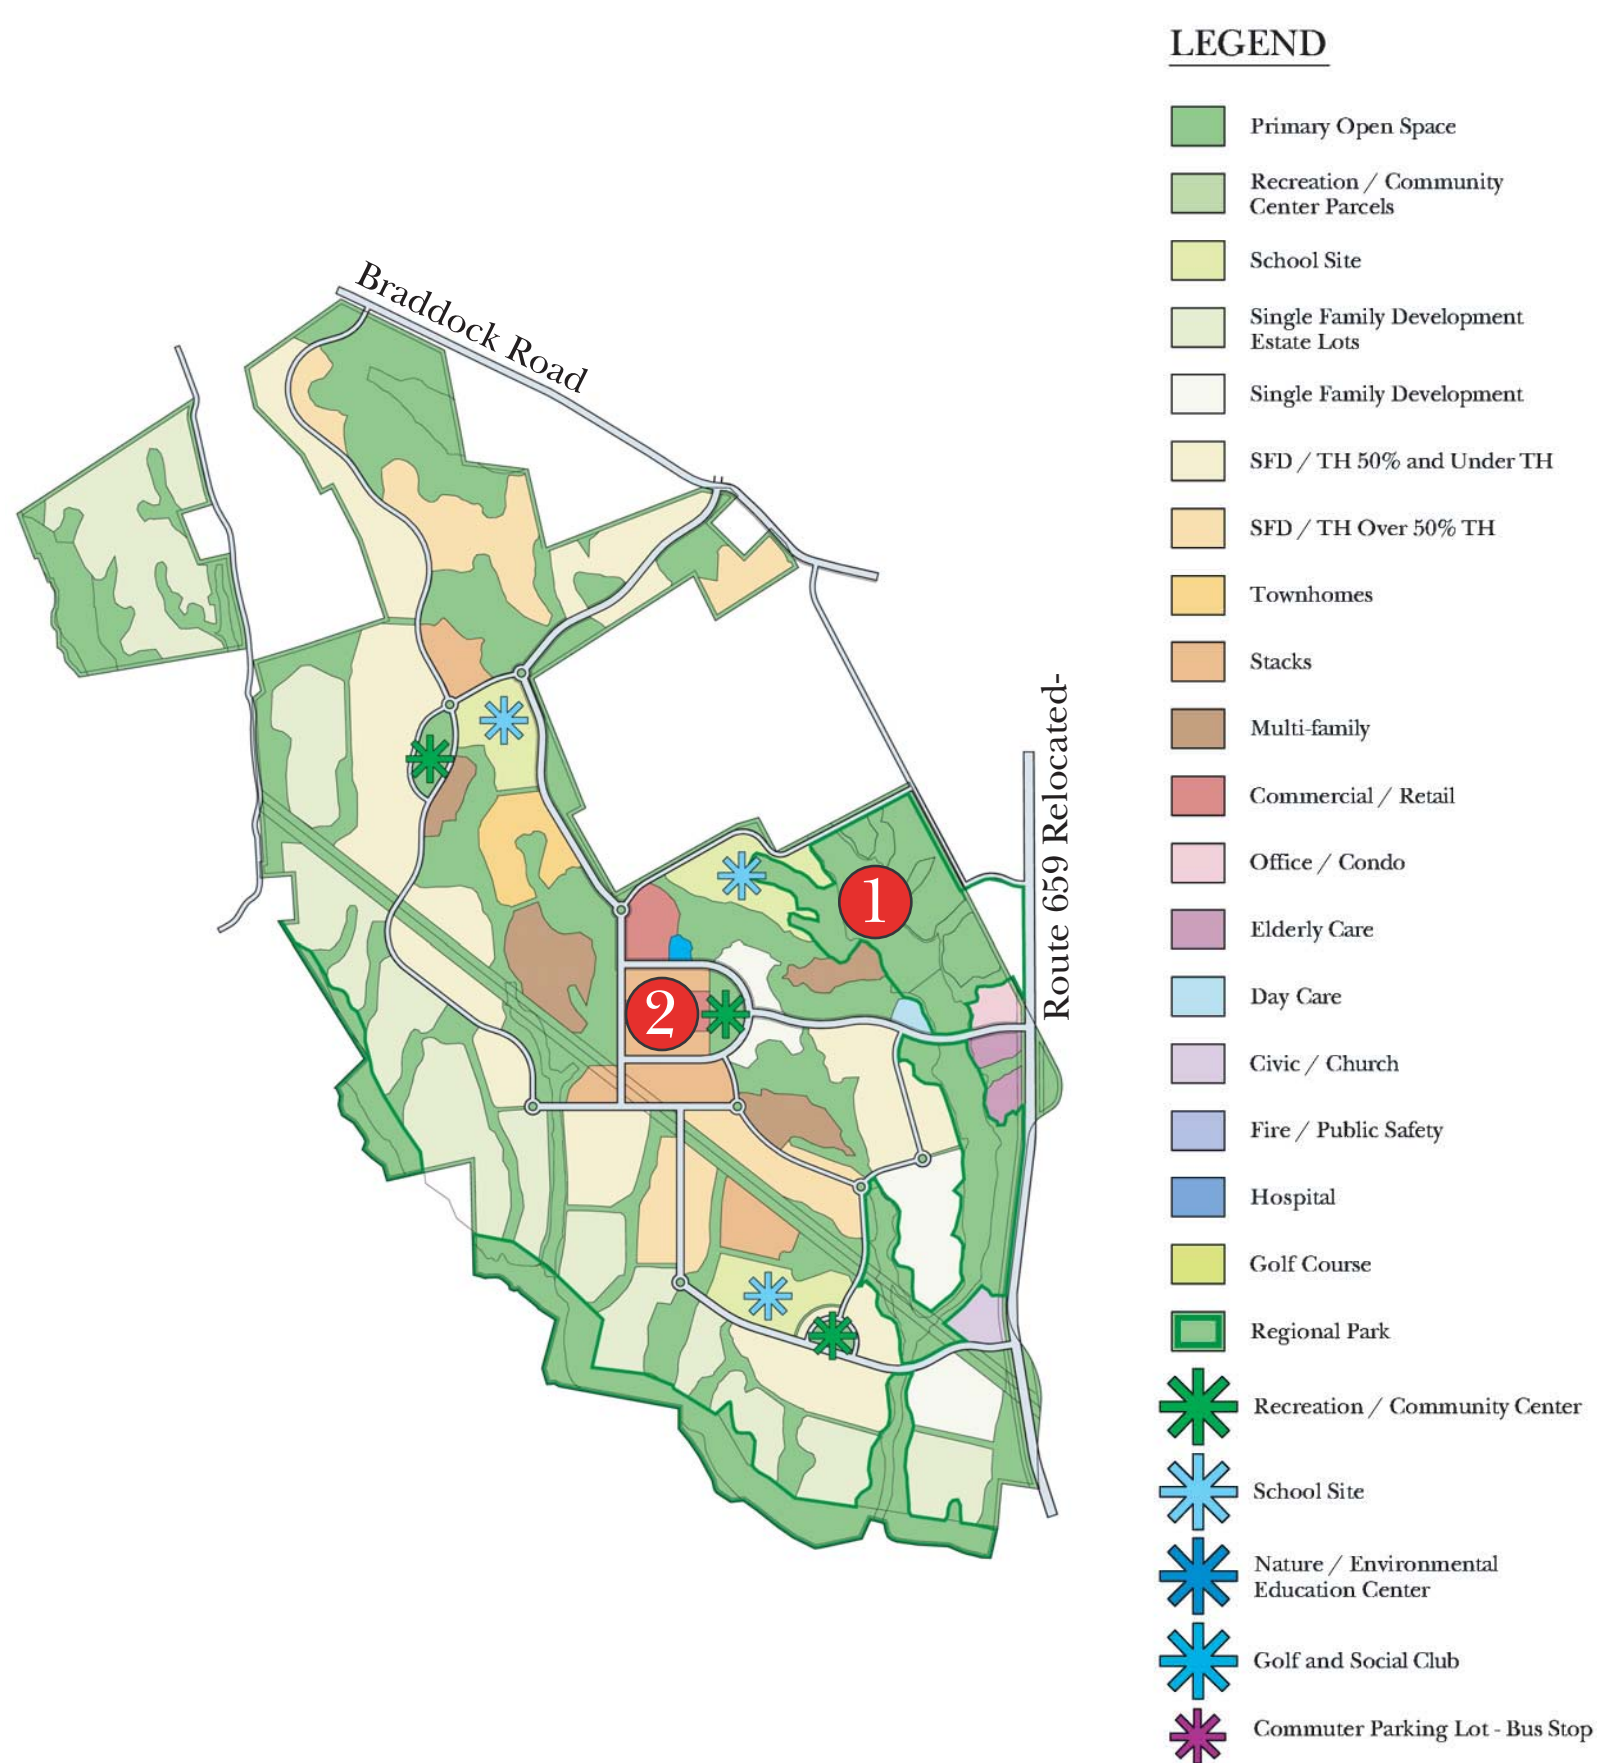 LEGEND
Primary Open Space
Recreation / Community
Center Parcels
School Site
Single Family Development
Estate Lots
Single Family Development
SFD / TH 50% and Under TH
SFD / TH Over 50% TH
Townhomes
Stacks
Multi-family
Commercial / Retail
Office / Condo
Elderly Care
Day Care
Civic / Church
Fire / Public Safety
Hospital
Golf Course
Regional Park
Recreation / Community Center
School Site
Nature / Environmental
Education Center
Golf and Social Club
Commuter Parking Lot - Bus Stop
Braddock Road
Route 659 Relocated-
1
2